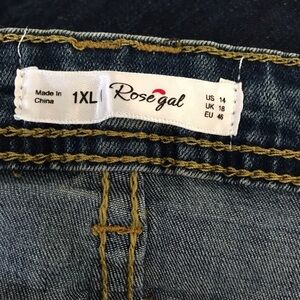 Made In
China
1XL
Rosegal
US 14
UK 18
EU 46